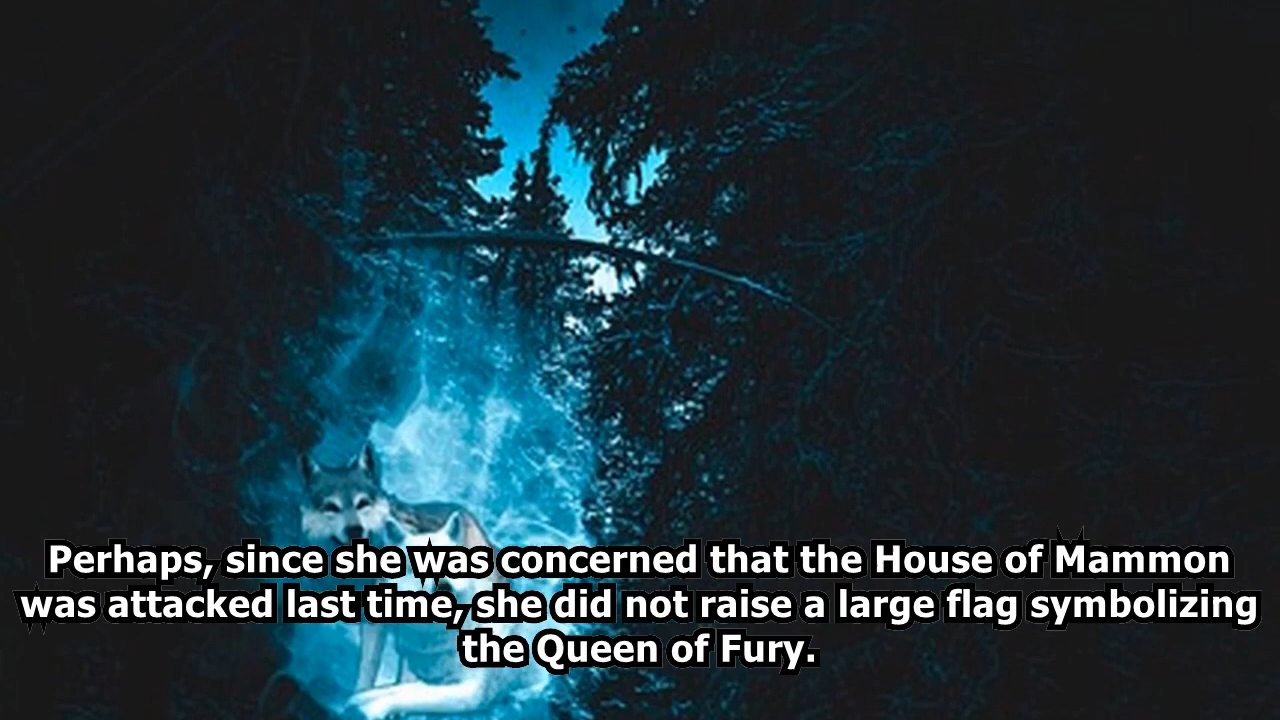 Perhaps, since she was concerned that the House of Mammon
was attacked last time, she did not raise a large flag symbolizing
the Queen of Fury.